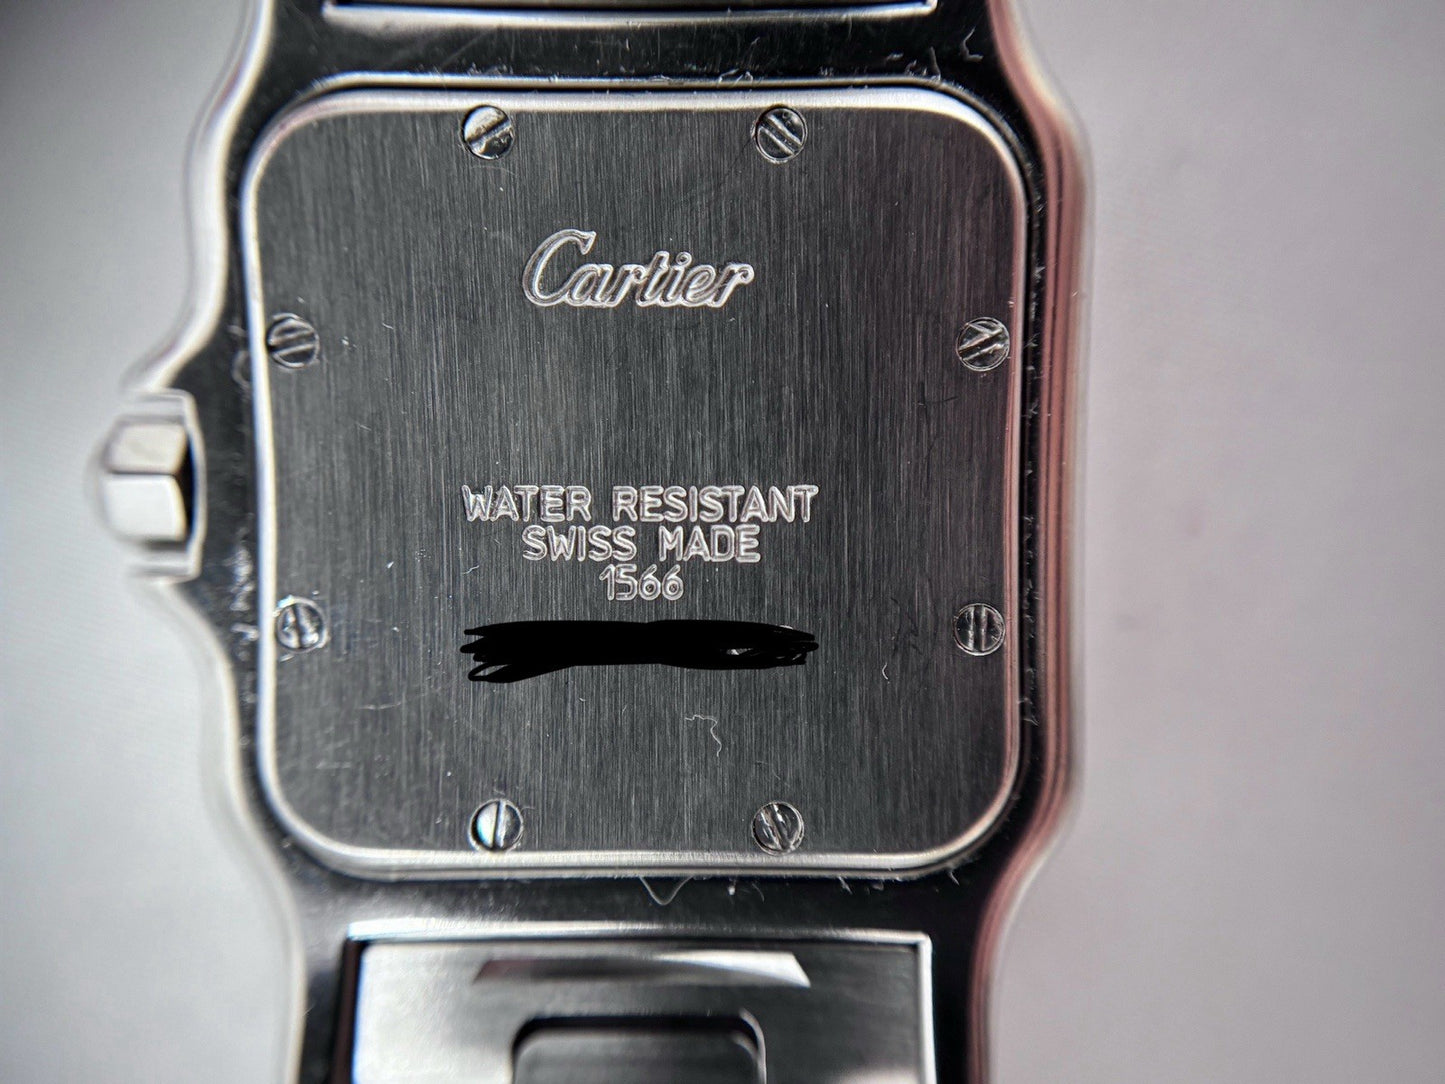 Cartier
WATER RESISTANT
SWISS MADE
1566